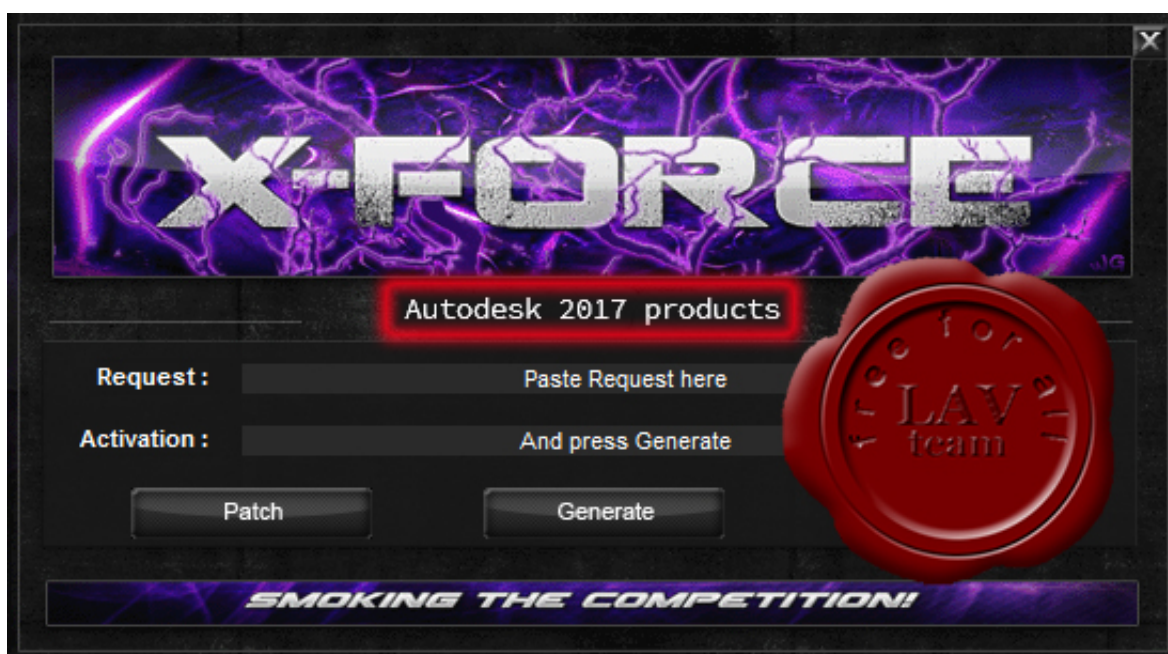 X
X-FORCE
WJG
Autodesk 2017 products
Request :
Paste Request here
Activation :
And press Generate
Patch
Generate
free for all
LAV
team
SMOKING THE COMPETITION!